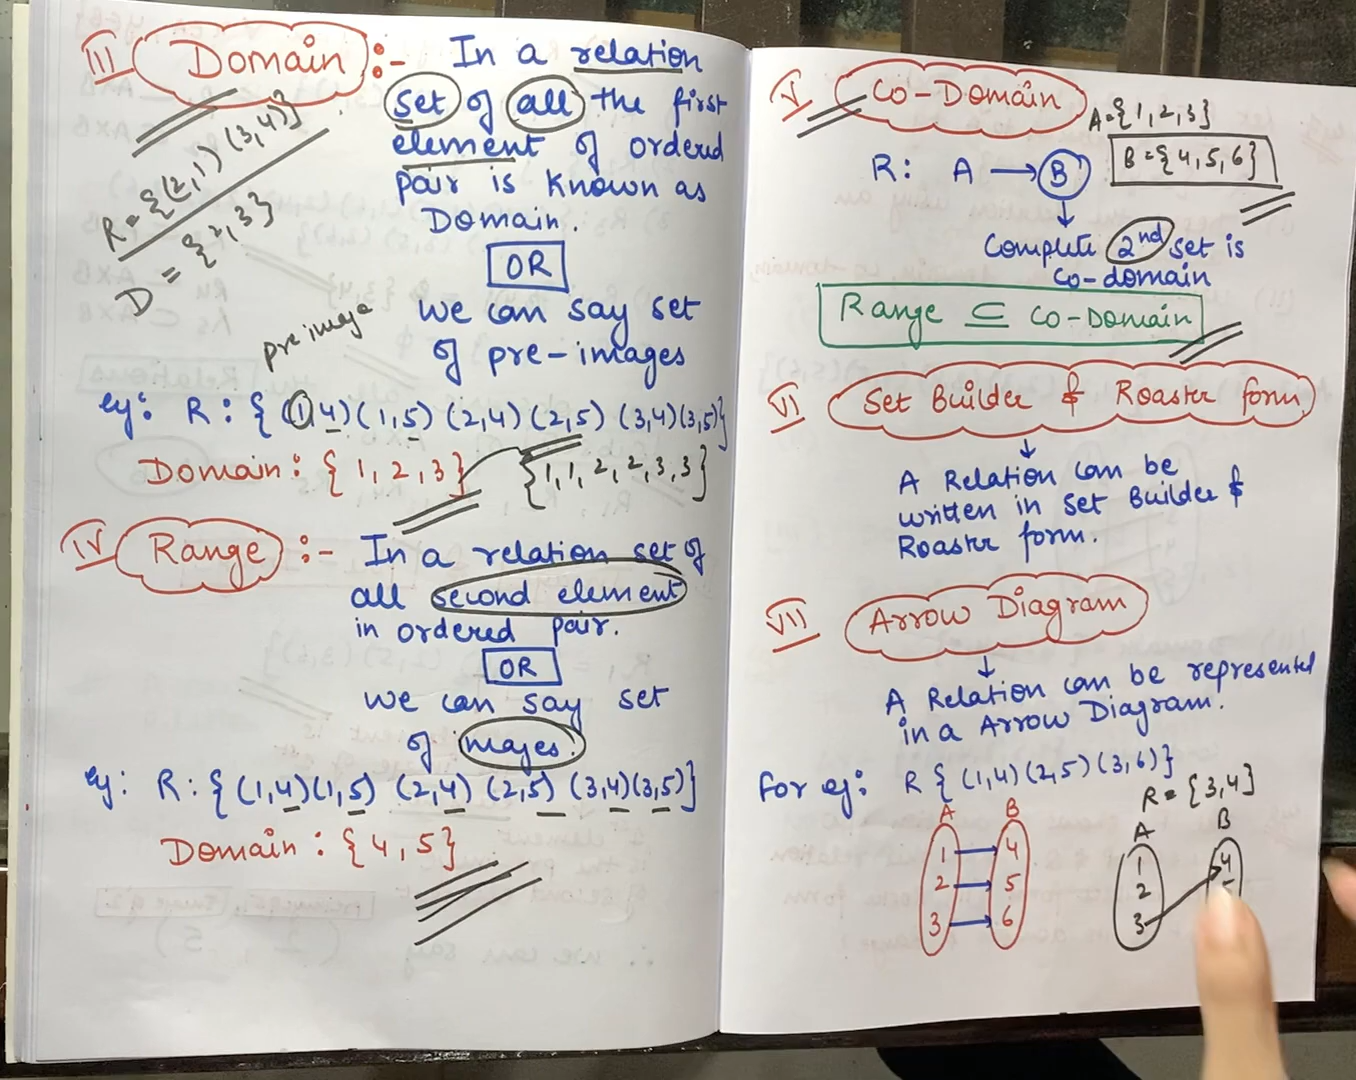 III Domain :- In a relation
set of all the first
element of ordered
pair is known as
Domain.
R = {(2,1) (3,4)}
D = {2,3}
OR
we can say set
of pre-images
pre image
eg: R : { (1,4) (1,5) (2,4) (2,5) (3,4) (3,5)}
Domain : { 1, 2, 3 } {1, 1, 2, 2, 3, 3}
IV Range :- In a relation set of
all second element
in ordered pair.
OR
we can say set
of images.
eg: R : { (1,4) (1,5) (2,4) (2,5) (3,4) (3,5)}
Domain : { 4, 5 }
V Co-Domain
A = {1, 2, 3}
R : A → B B = {4, 5, 6}
↓
Complete 2nd set is
Co-domain
Range ⊆ Co-Domain
VI Set Builder & Roaster form
↓
A Relation can be
written in Set Builder &
Roaster form.
VII Arrow Diagram
↓
A Relation can be represented
in a Arrow Diagram.
For eg: R { (1,4) (2,5) (3,6)}
R = {3,4}
A B A B
1 4 1 4
2 5 2
3 6 3